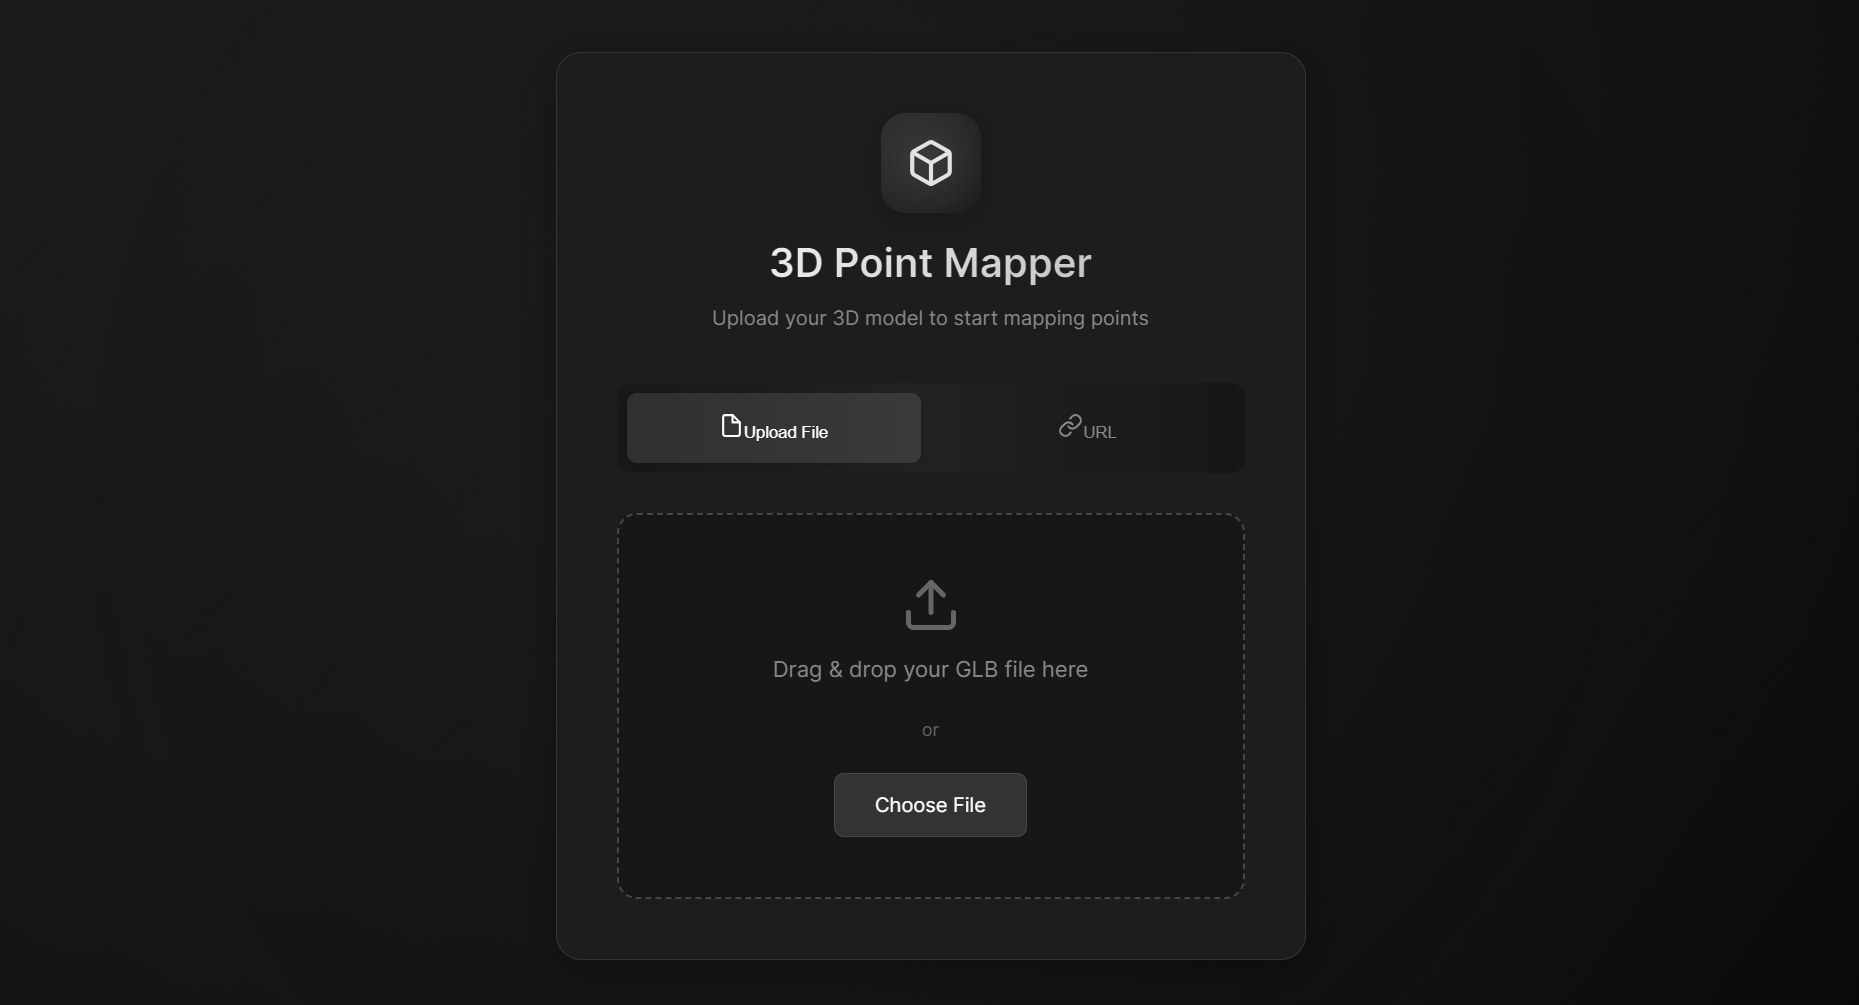 3D Point Mapper
Upload your 3D model to start mapping points
Upload File
URL
Drag & drop your GLB file here
or
Choose File